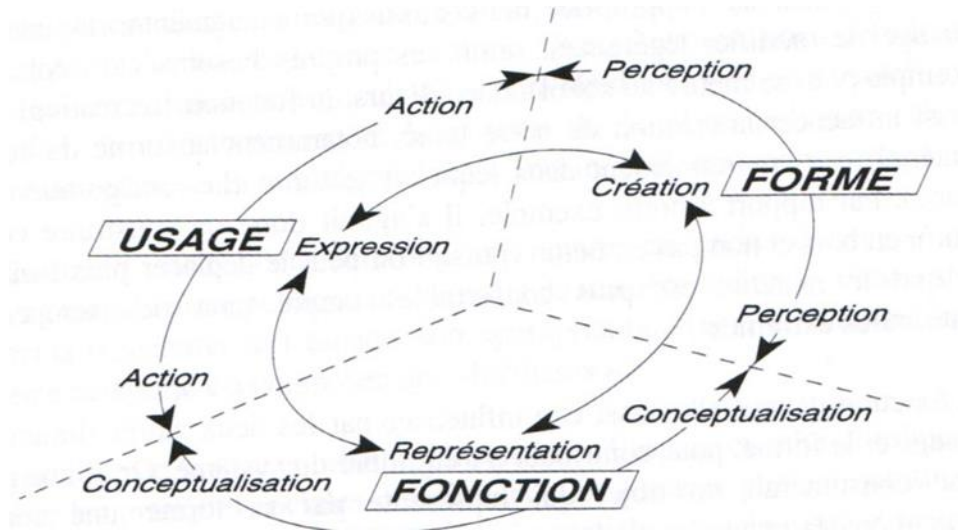 Perception
Action
Création
FORME
USAGE
Expression
Perception
Action
Conceptualisation
Représentation
Conceptualisation
FONCTION